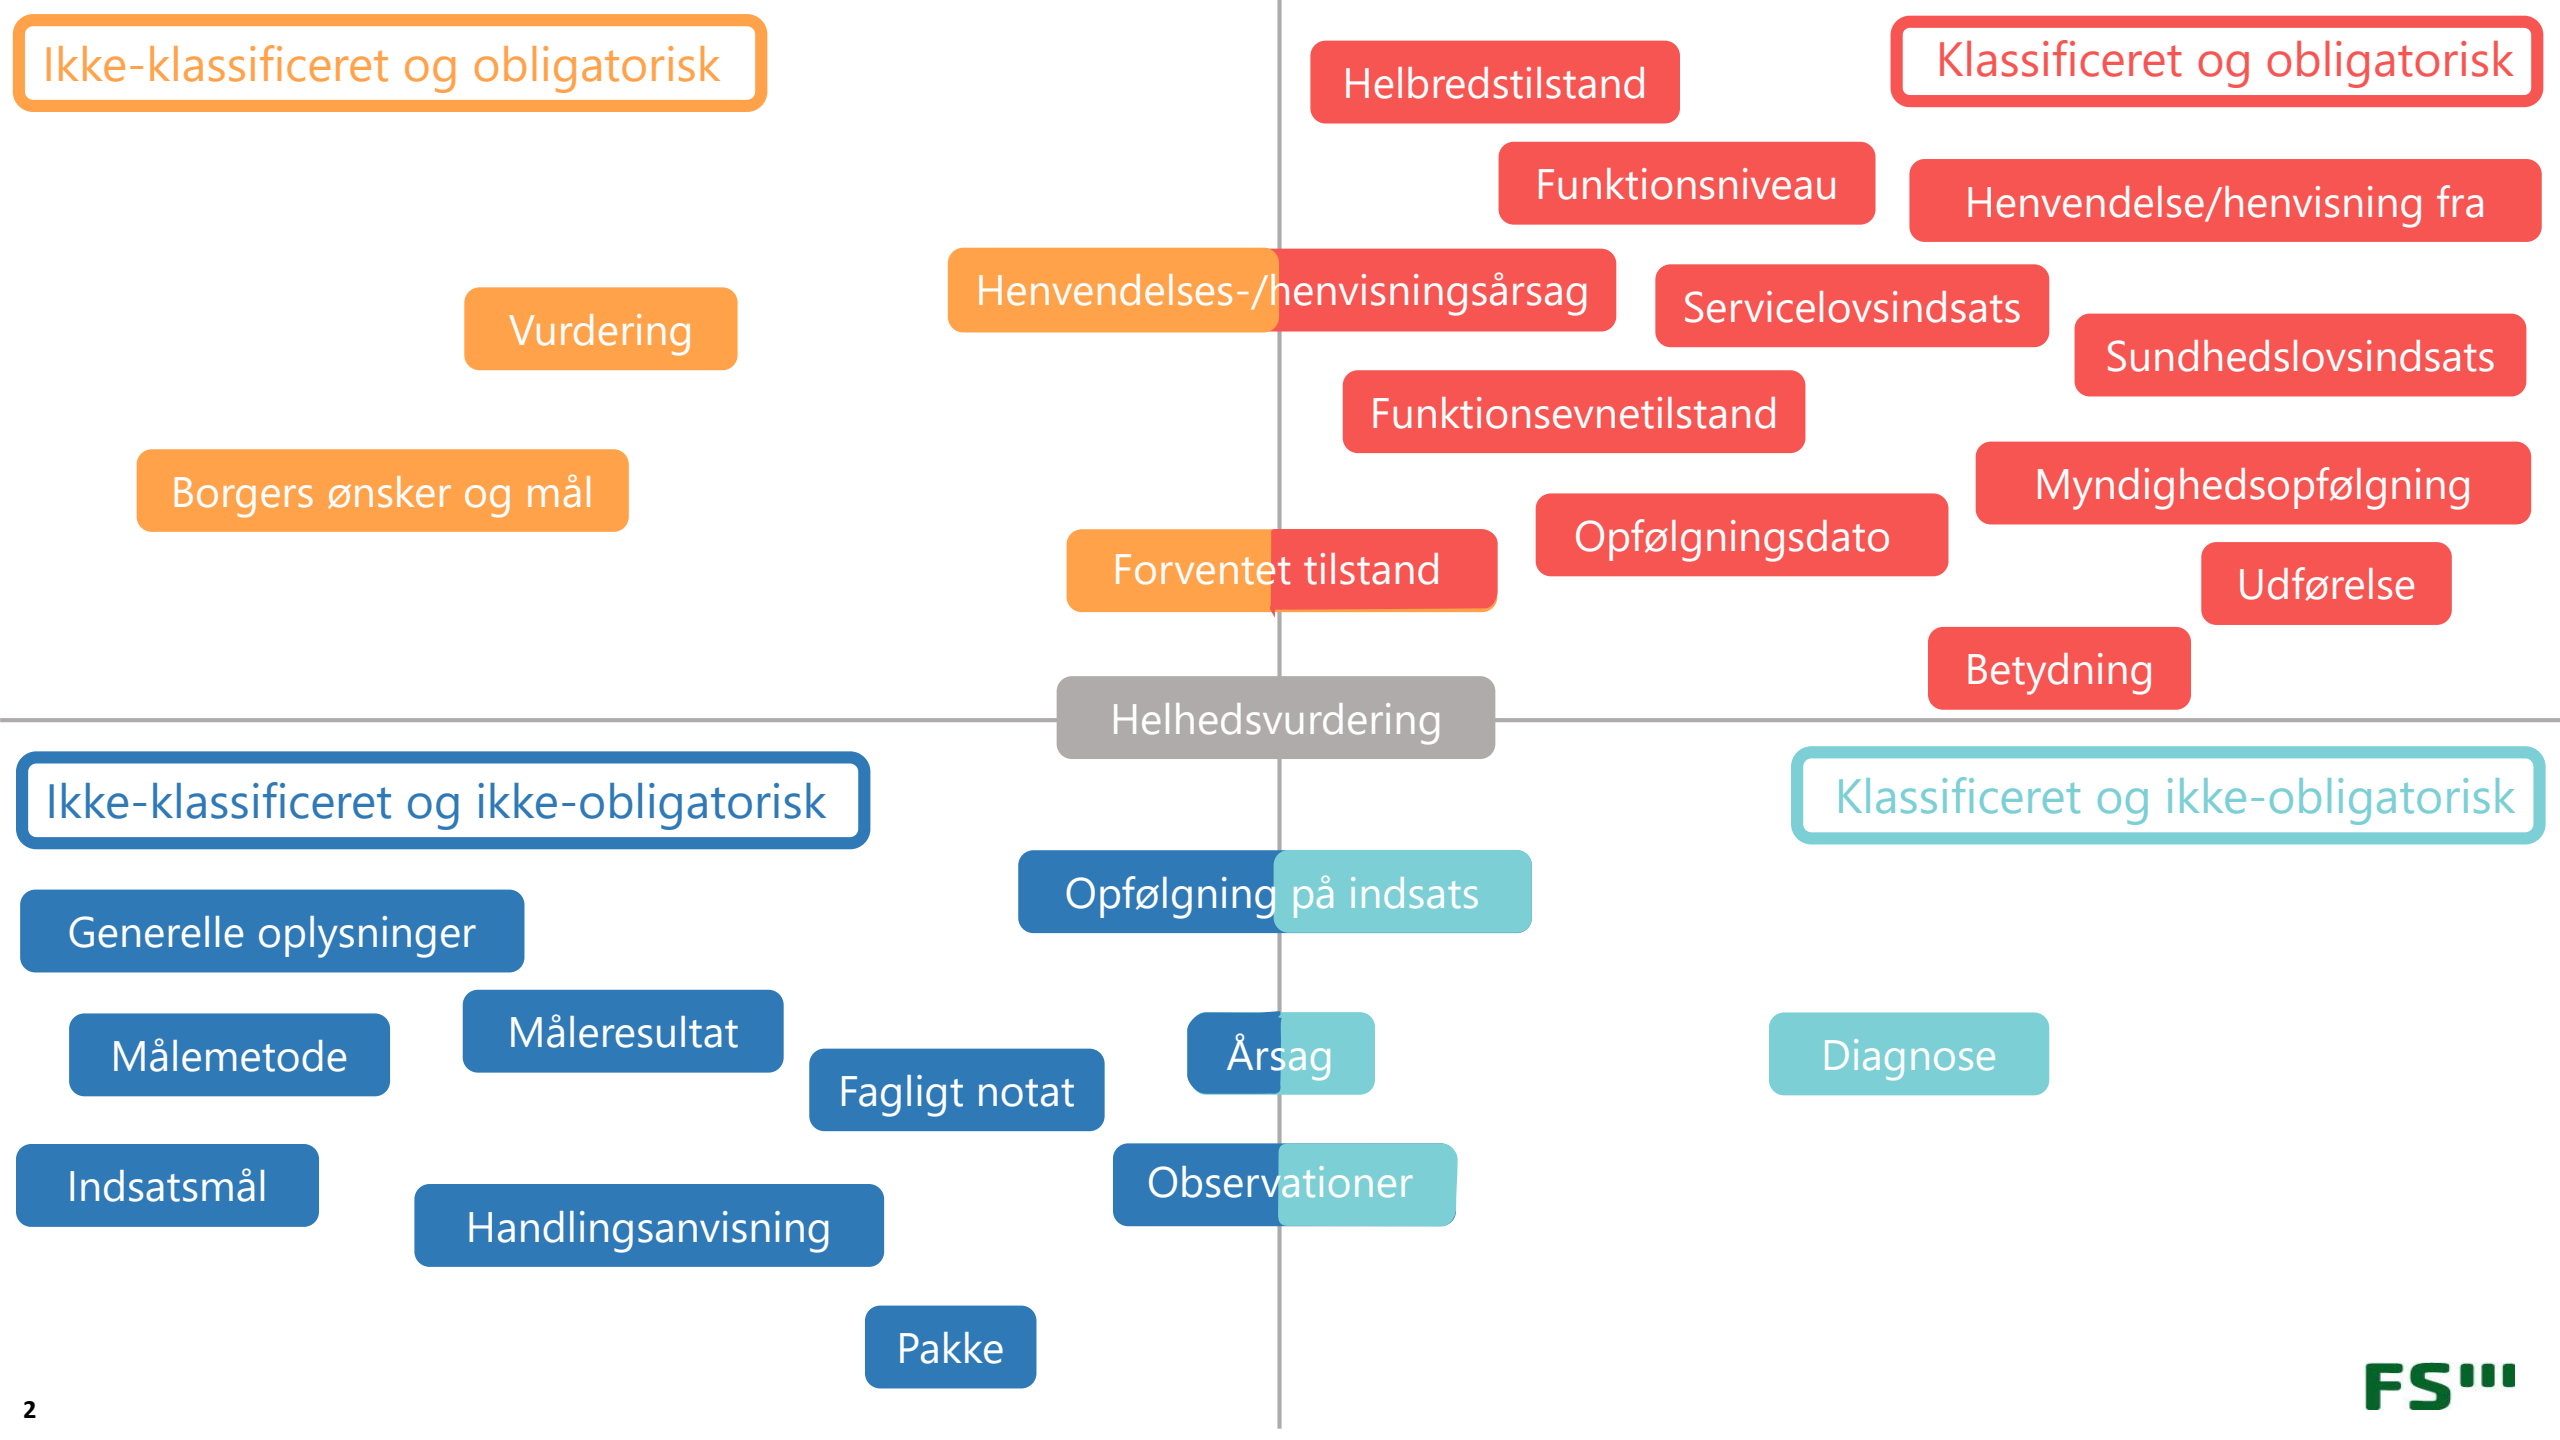 Ikke-klassificeret og obligatorisk
Klassificeret og obligatorisk
Helbredstilstand
Funktionsniveau
Henvendelse/henvisning fra
Henvendelses-/henvisningsårsag
Servicelovsindsats
Vurdering
Sundhedslovsindsats
Funktionsevnetilstand
Borgers ønsker og mål
Myndighedsopfølgning
Opfølgningsdato
Forventet tilstand
Udførelse
Betydning
Helhedsvurdering
Ikke-klassificeret og ikke-obligatorisk
Klassificeret og ikke-obligatorisk
Opfølgning på indsats
Generelle oplysninger
Måleresultat
Målemetode
Årsag
Diagnose
Fagligt notat
Indsatsmål
Observationer
Handlingsanvisning
Pakke
FSIII
2